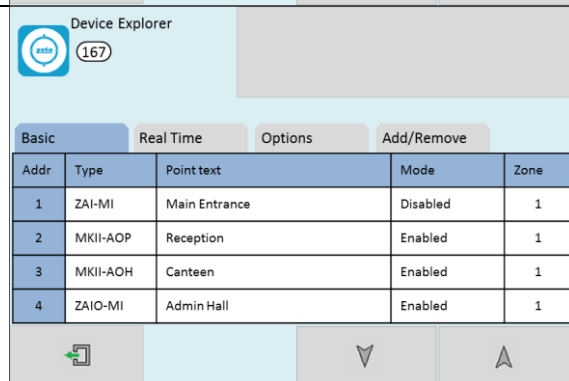 Device Explorer
zeta
167
Basic Real Time Options Add/Remove
Addr Type Point text Mode Zone
1 ZAI-MI Main Entrance Disabled 1
2 MKII-AOP Reception Enabled 1
3 MKII-AOH Canteen Enabled 1
4 ZAIO-MI Admin Hall Enabled 1